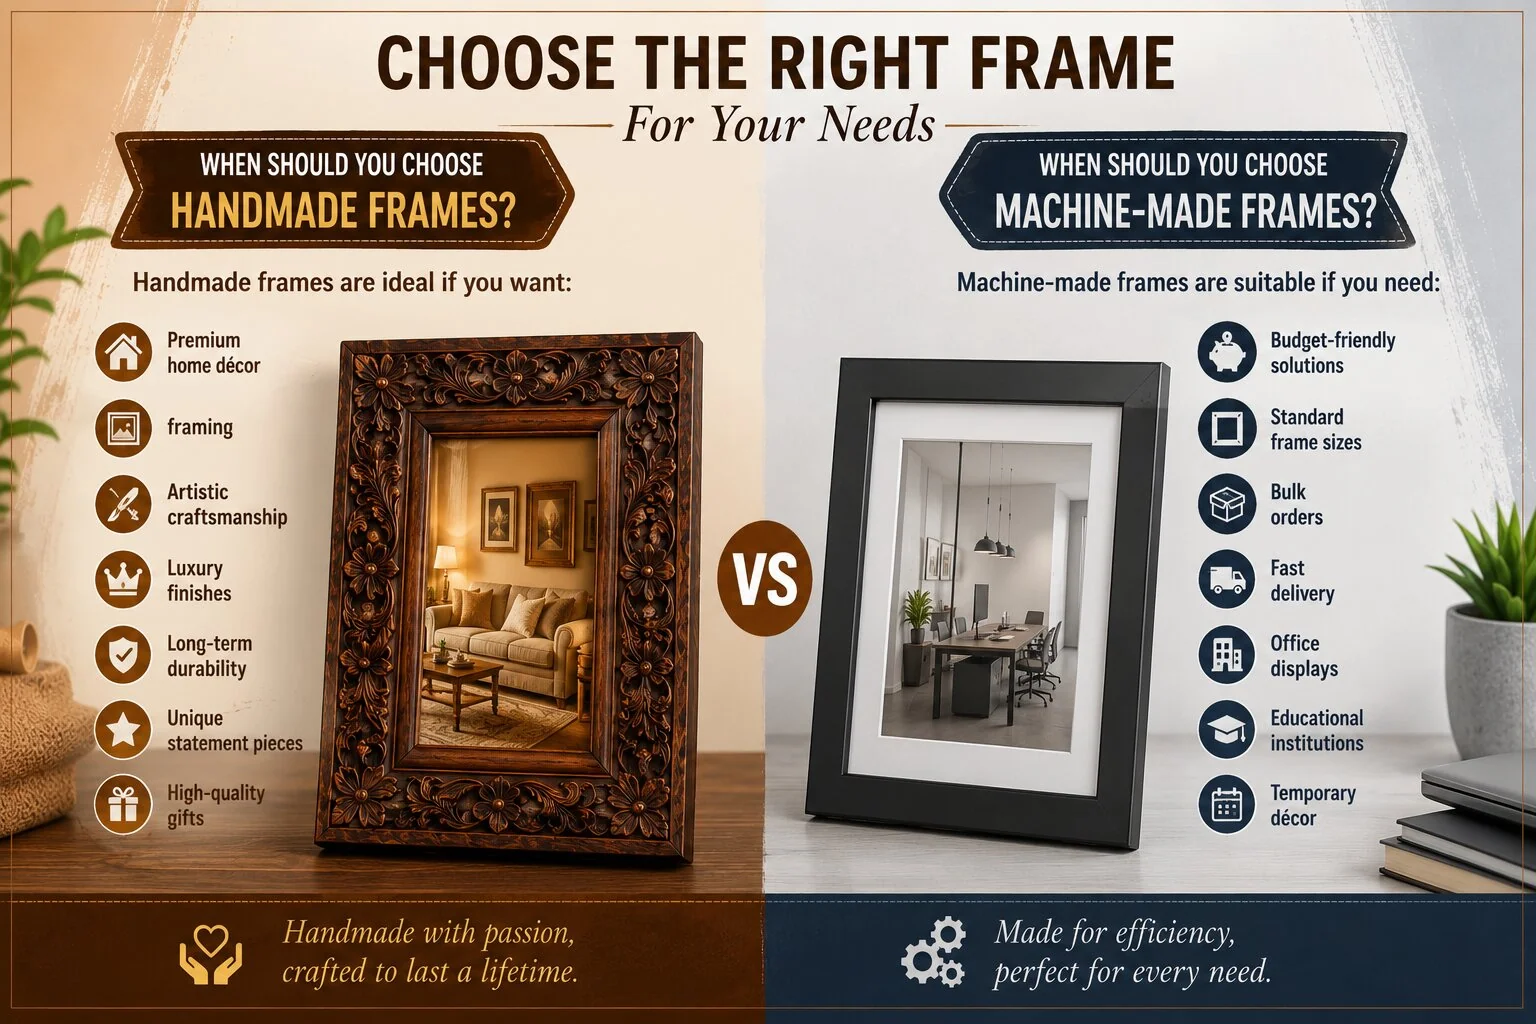 CHOOSE THE RIGHT FRAME
For Your Needs
WHEN SHOULD YOU CHOOSE
HANDMADE FRAMES?
Handmade frames are ideal if you want:
Premium
home décor
framing
Artistic
craftsmanship
Luxury
finishes
Long-term
durability
Unique
statement pieces
High-quality
gifts
Handmade with passion,
crafted to last a lifetime.
VS
WHEN SHOULD YOU CHOOSE
MACHINE-MADE FRAMES?
Machine-made frames are suitable if you need:
Budget-friendly
solutions
Standard
frame sizes
Bulk
orders
Fast
delivery
Office
displays
Educational
institutions
Temporary
décor
Made for efficiency,
perfect for every need.